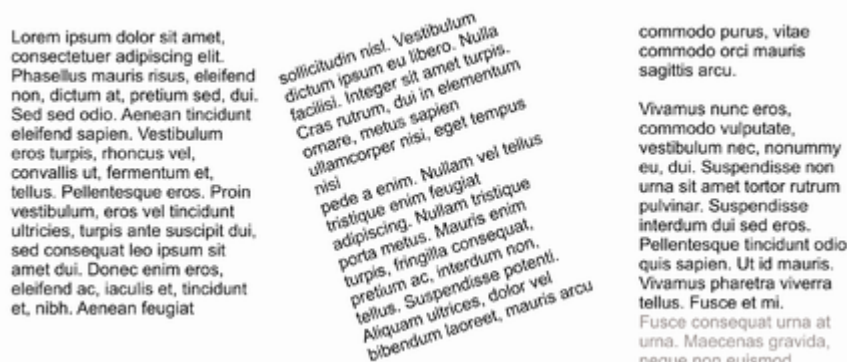 Lorem ipsum dolor sit amet,
consectetuer adipiscing elit.
Phasellus mauris risus, eleifend
non, dictum at, pretium sed, dui.
Sed sed odio. Aenean tincidunt
eleifend sapien. Vestibulum
eros turpis, rhoncus vel,
convallis ut, fermentum et,
tellus. Pellentesque eros. Proin
vestibulum, eros vel tincidunt
ultricies, turpis ante suscipit dui,
sed consequat leo ipsum sit
amet dui. Donec enim eros,
eleifend ac, iaculis et, tincidunt
et, nibh. Aenean feugiat
sollicitudin nisl. Vestibulum
dictum ipsum eu libero. Nulla
facilisi. Integer sit amet turpis.
Cras rutrum, dui in elementum
ornare, metus sapien
ullamcorper nisi, eget tempus
nisl
pede a enim. Nullam vel tellus
tristique enim feugiat
adipiscing. Nullam tristique
porta metus. Mauris enim
turpis, fringilla consequat,
pretium ac, interdum non,
tellus. Suspendisse potenti.
Aliquam ultrices, dolor vel
bibendum laoreet, mauris arcu
commodo purus, vitae
commodo orci mauris
sagittis arcu.
Vivamus nunc eros,
commodo vulputate,
vestibulum nec, nonummy
eu, dui. Suspendisse non
urna sit amet tortor rutrum
pulvinar. Suspendisse
interdum dui sed eros.
Pellentesque tincidunt odio
quis sapien. Ut id mauris.
Vivamus pharetra viverra
tellus. Fusce et mi.
Fusce consequat urna at
urna. Maecenas gravida,
neque non euismod